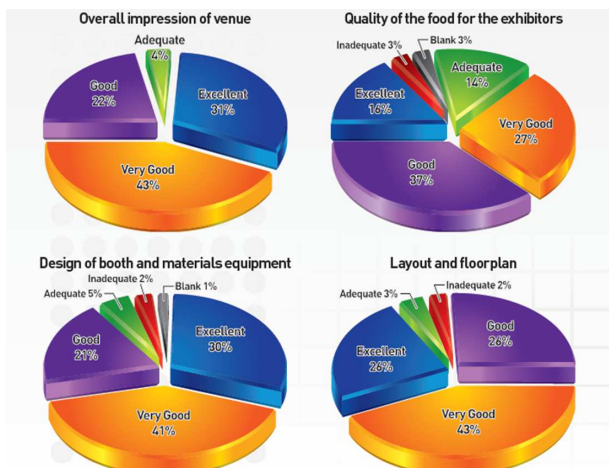 Overall impression of venue
Adequate
4%
Good
22%
Excellent
31%
Very Good
43%
Quality of the food for the exhibitors
Inadequate 3%
Blank 3%
Adequate
14%
Excellent
16%
Very Good
27%
Good
37%
Design of booth and materials equipment
Inadequate 2%
Blank 1%
Adequate 5%
Good
21%
Excellent
30%
Very Good
41%
Layout and floorplan
Inadequate 2%
Adequate 3%
Good
26%
Excellent
26%
Very Good
43%